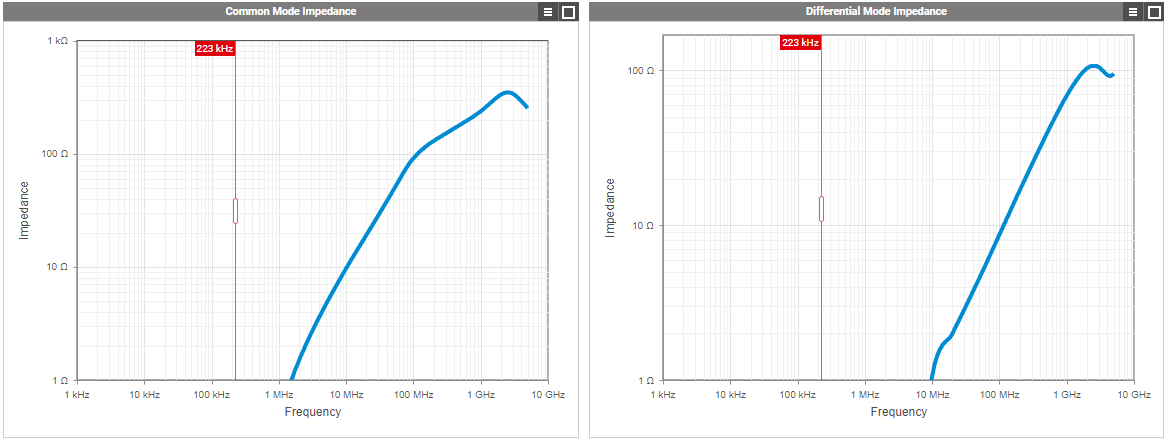 Common Mode Impedance
223 kHz
1 kΩ
100 Ω
10 Ω
1 Ω
Impedance
1 kHz 10 kHz 100 kHz 1 MHz 10 MHz 100 MHz 1 GHz 10 GHz
Frequency
Differential Mode Impedance
223 kHz
100 Ω
10 Ω
1 Ω
Impedance
1 kHz 10 kHz 100 kHz 1 MHz 10 MHz 100 MHz 1 GHz 10 GHz
Frequency